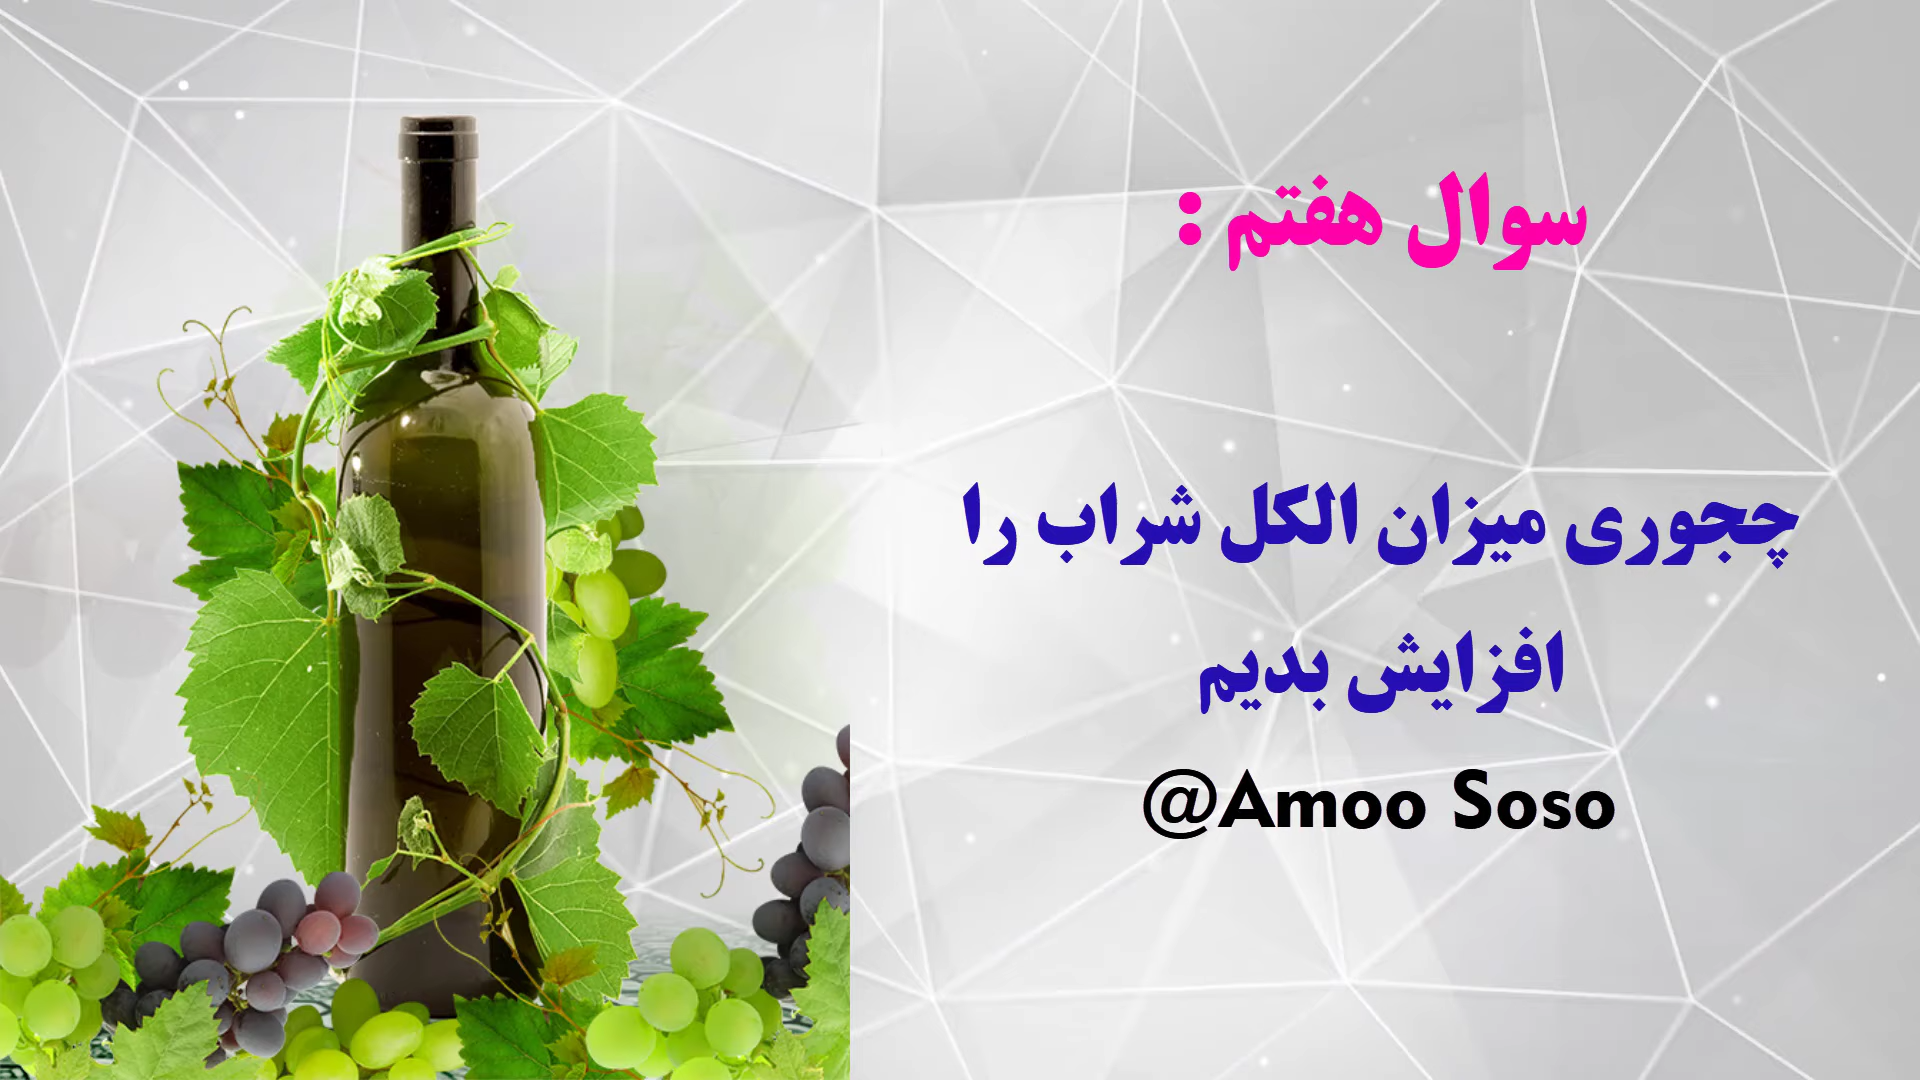 سوال هفتم :
چجوری میزان الکل شراب را
افزایش بدیم
@Amoo Soso